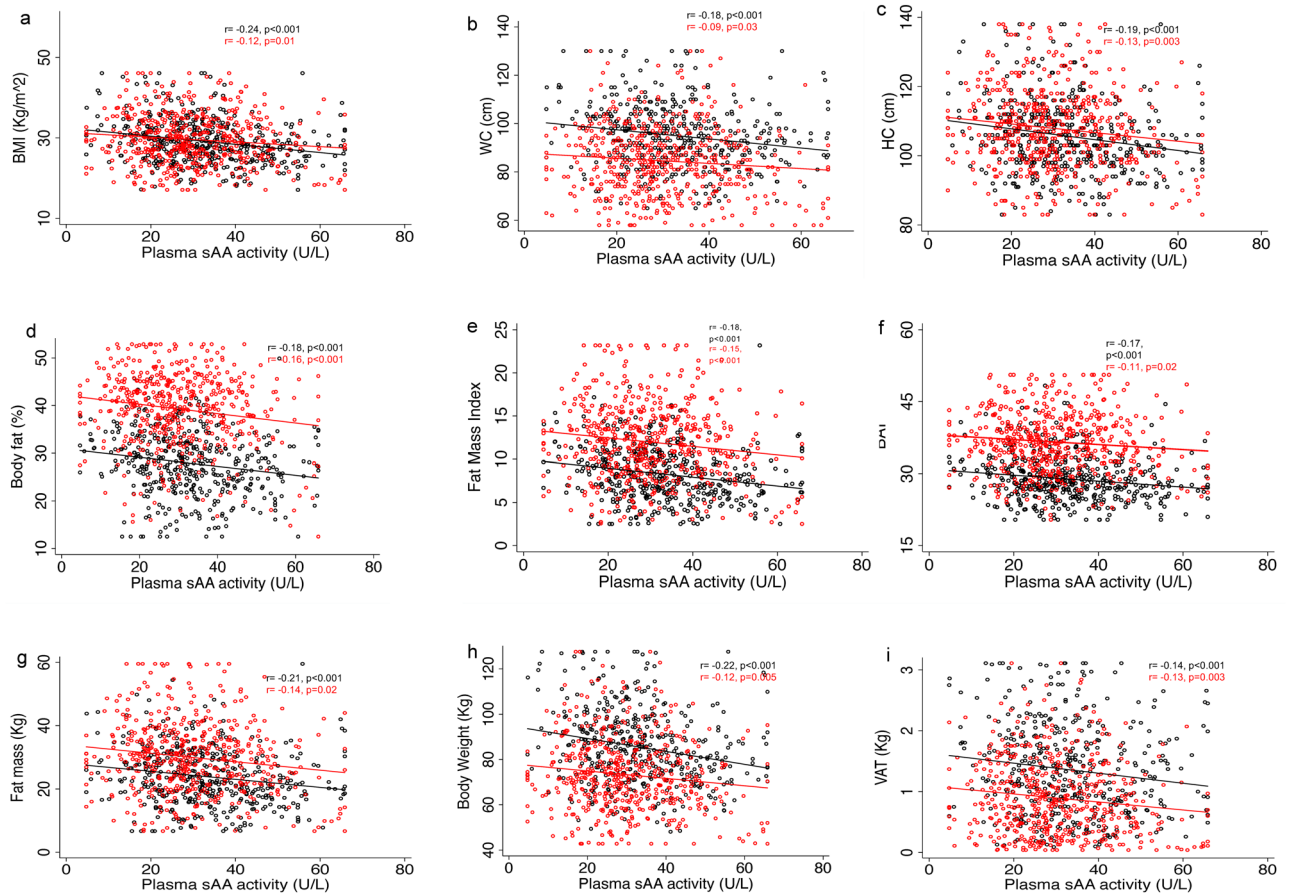 a
r= -0.24, p<0.001
r= -0.12, p=0.01
BMI (Kg/m^2)
50
30
10
0 20 40 60 80
Plasma sAA activity (U/L)
b
r= -0.18, p<0.001
r= -0.09, p=0.03
WC (cm)
140
120
100
80
60
0 20 40 60
Plasma sAA activity (U/L)
c
r= -0.19, p<0.001
r= -0.13, p=0.003
HC (cm)
140
120
100
80
0 20 40 60 80
Plasma sAA activity (U/L)
d
r= -0.18, p<0.001
r= -0.16, p<0.001
Body fat (%)
50
40
30
20
10
0 20 40 60 80
Plasma sAA activity (U/L)
e
r= -0.18,
p<0.001
r= -0.15,
p<0.001
Fat Mass Index
25
20
15
10
5
0
0 20 40 60 80
Plasma sAA activity (U/L)
f
r= -0.17,
p<0.001
r= -0.11, p=0.02
60
45
30
15
0 20 40 60 80
Plasma sAA activity (U/L)
g
r= -0.21, p<0.001
r= -0.14, p=0.02
Fat mass (Kg)
60
40
20
0
0 20 40 60 80
Plasma sAA activity (U/L)
h
r= -0.22, p<0.001
r= -0.12, p=0.005
Body Weight (Kg)
120
100
80
60
40
0 20 40 60 80
Plasma sAA activity (U/L)
i
r= -0.14, p<0.001
r= -0.13, p=0.003
VAT (Kg)
3
2
1
0
0 20 40 60 80
Plasma sAA activity (U/L)